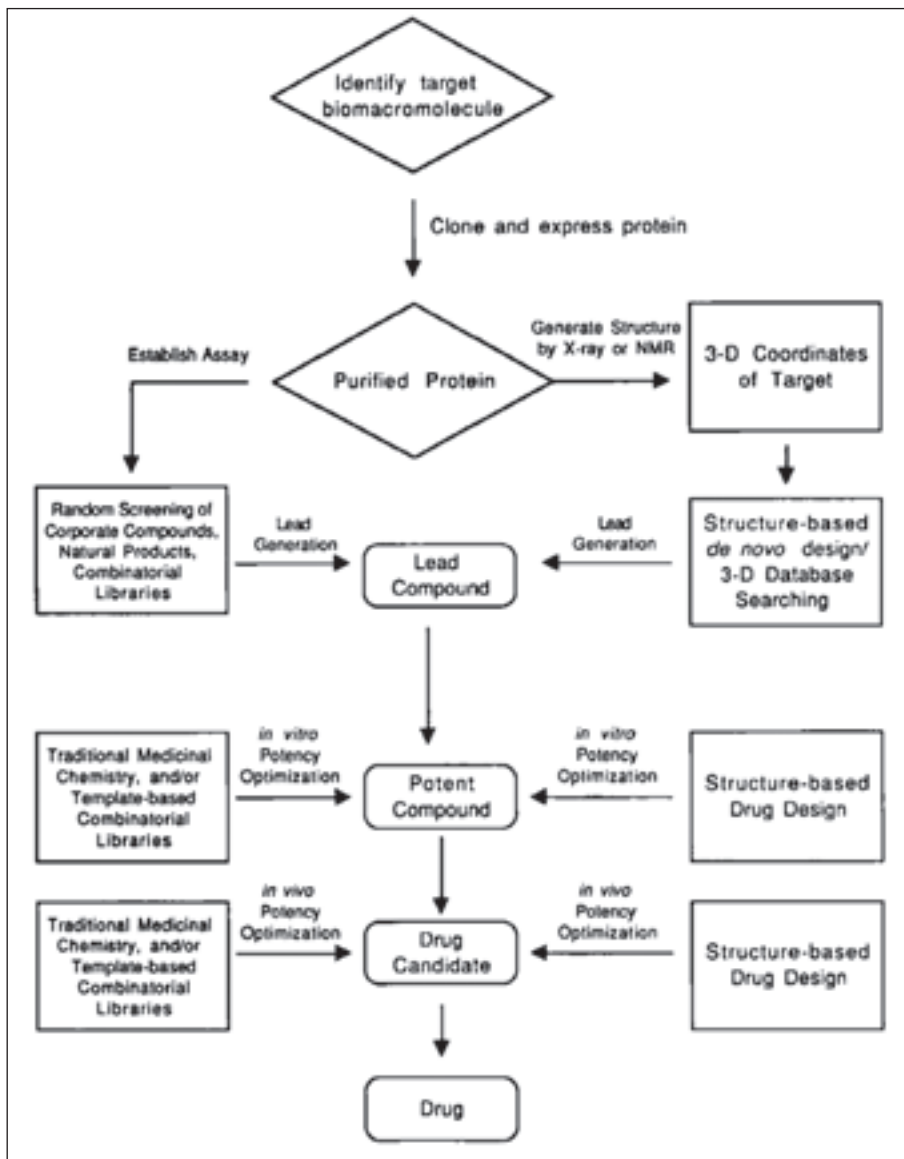 Identify target
biomacromolecule
Clone and express protein
Establish Assay
Purified Protein
Generate Structure
by X-ray or NMR
3-D Coordinates
of Target
Random Screening of
Corporate Compounds,
Natural Products,
Combinatorial
Libraries
Lead
Generation
Lead
Compound
Lead
Generation
Structure-based
de novo design/
3-D Database
Searching
Traditional Medicinal
Chemistry, and/or
Template-based
Combinatorial
Libraries
in vitro
Potency
Optimization
Potent
Compound
in vitro
Potency
Optimization
Structure-based
Drug Design
Traditional Medicinal
Chemistry, and/or
Template-based
Combinatorial
Libraries
in vivo
Potency
Optimization
Drug
Candidate
in vivo
Potency
Optimization
Structure-based
Drug Design
Drug